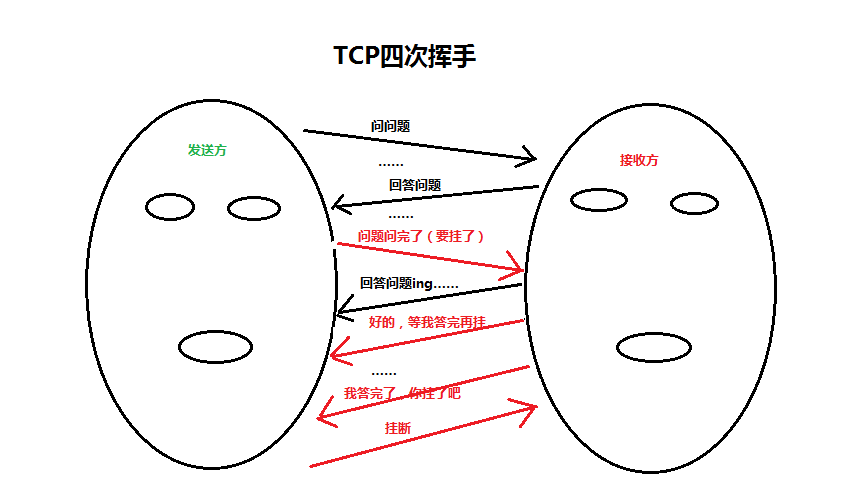 TCP四次挥手
发送方
接收方
问问题
......
回答问题
......
问题问完了（要挂了）
回答问题ing......
好的，等我答完再挂
......
我答完了，你挂了吧
挂断